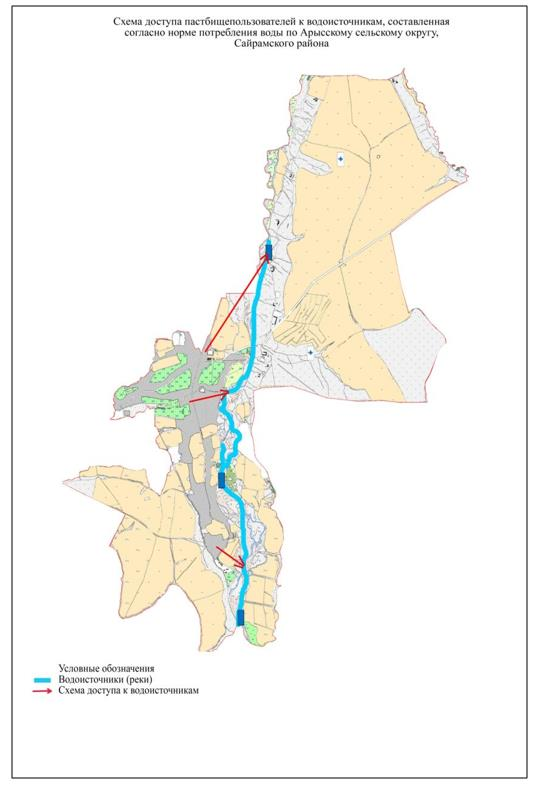 Схема доступа пастбищепользователей к водоисточникам, составленная
согласно норме потребления воды по Арысскому сельскому округу,
Сайрамского района
Условные обозначения
Водоисточники (реки)
Схема доступа к водоисточникам